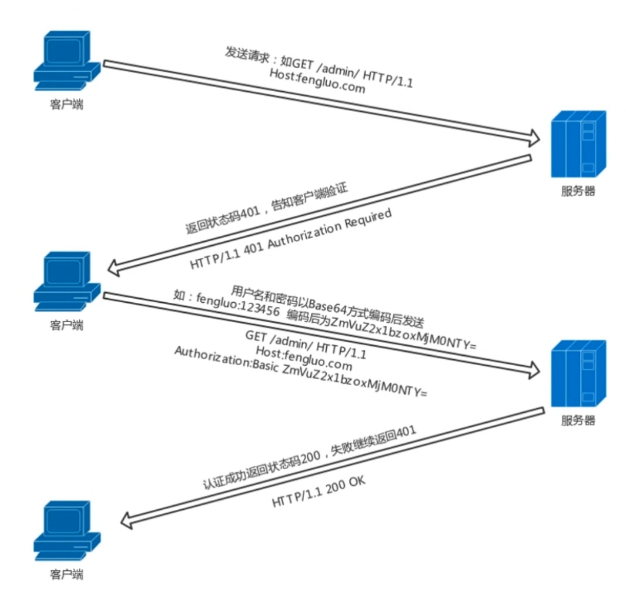 发送请求：如GET /admin/ HTTP/1.1
Host:fengluo.com
客户端
服务器
返回状态码401，告知客户端验证
HTTP/1.1 401 Authorization Required
客户端
用户名和密码以Base64方式编码后发送
如：fengluo:123456 编码后为ZmVuZ2x1bzoxMjM0NTY=
GET /admin/ HTTP/1.1
Host:fengluo.com
Authorization:Basic ZmVuZ2x1bzoxMjM0NTY=
服务器
认证成功返回状态码200，失败继续返回401
HTTP/1.1 200 OK
客户端